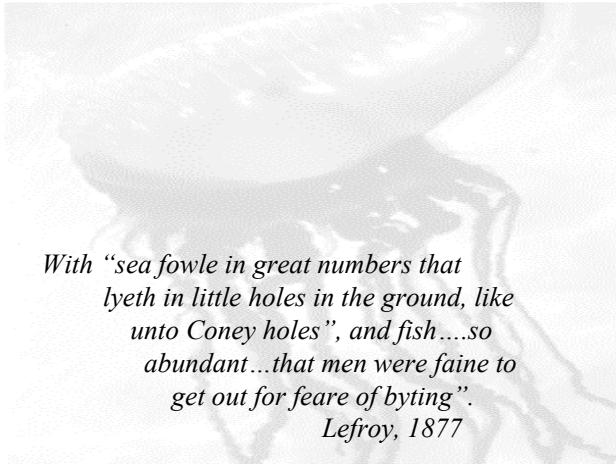 With “sea fowle in great numbers that
lyeth in little holes in the ground, like
unto Coney holes”, and fish….so
abundant…that men were faine to
get out for feare of byting”.
Lefroy, 1877